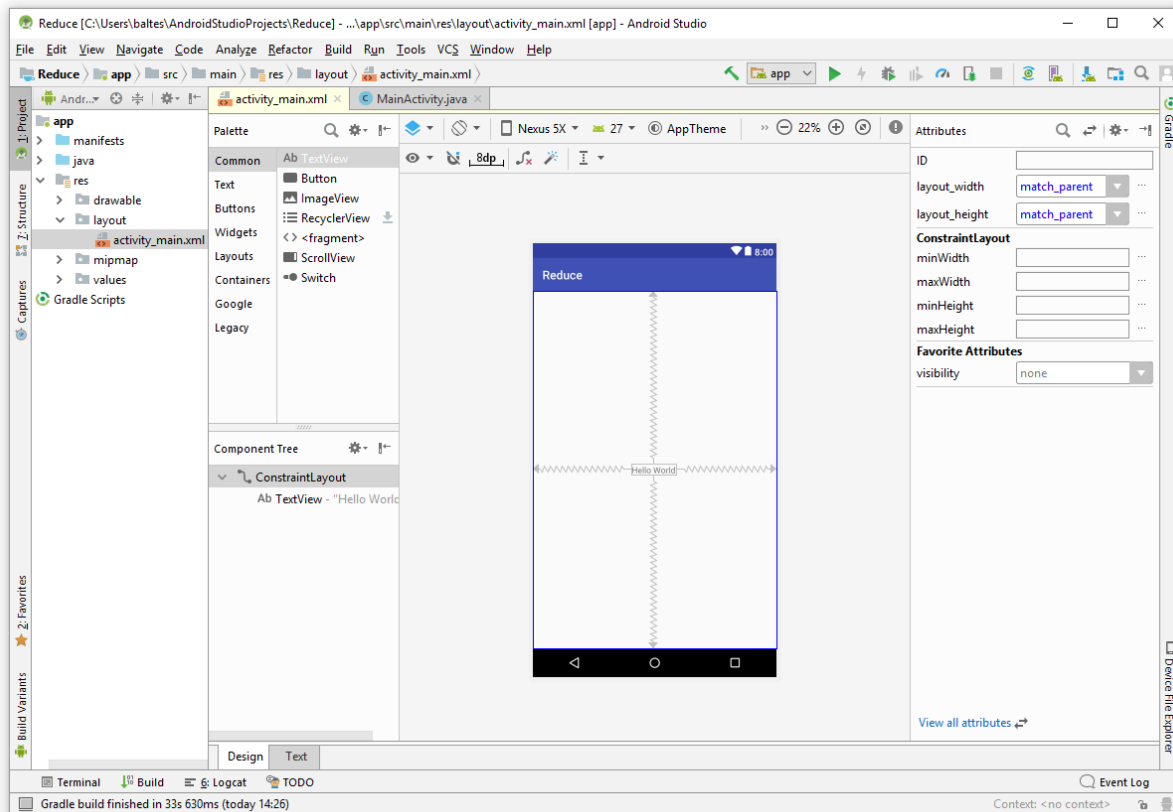 Reduce [C:\Users\baltes\AndroidStudioProjects\Reduce] - ...\app\src\main\res\layout\activity_main.xml [app] - Android Studio
File Edit View Navigate Code Analyze Refactor Build Run Tools VCS Window Help
Reduce app src main res layout activity_main.xml
app
1: Project
Z: Structure
Captures
2: Favorites
Build Variants
Andr...
app
manifests
java
res
drawable
layout
activity_main.xml
mipmap
values
Gradle Scripts
activity_main.xml MainActivity.java
Palette
Common
Text
Buttons
Widgets
Layouts
Containers
Google
Legacy
Ab TextView
Button
ImageView
RecyclerView
<> <fragment>
ScrollView
Switch
Component Tree
ConstraintLayout
Ab TextView - "Hello World
Nexus 5X 27 AppTheme >> 22%
8dp
8:00
Reduce
Hello World
Attributes
ID
layout_width match_parent ...
layout_height match_parent ...
ConstraintLayout
minWidth ...
maxWidth ...
minHeight ...
maxHeight ...
Favorite Attributes
visibility none
View all attributes
Gradle
Device File Explorer
Design Text
Terminal Build 6: Logcat TODO Event Log
Gradle build finished in 33s 630ms (today 14:26) Context: <no context>